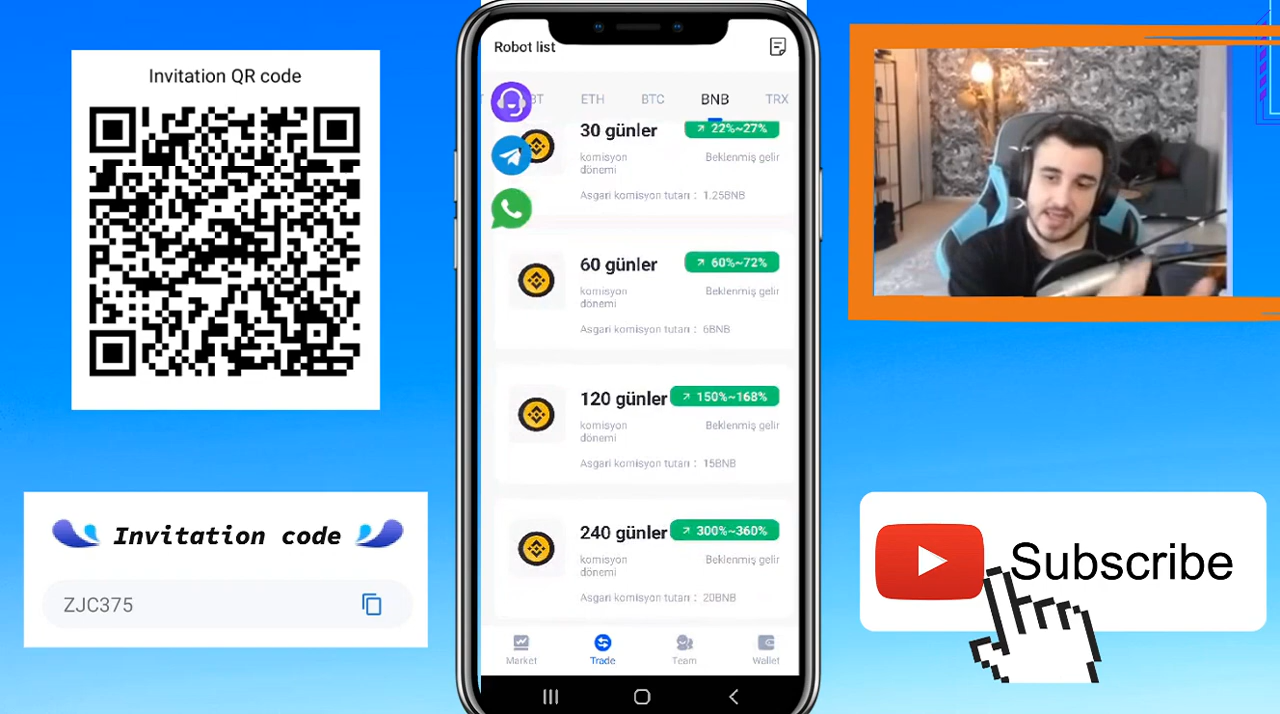 Invitation QR code
Invitation code
ZJC375
Robot list
BT ETH BTC BNB TRX
30 günler
22%~27%
komisyon
dönemi
Beklenmiş gelir
Asgari komisyon tutarı : 1.25BNB
60 günler
60%~72%
komisyon
dönemi
Beklenmiş gelir
Asgari komisyon tutarı : 6BNB
120 günler
150%~168%
komisyon
dönemi
Beklenmiş gelir
Asgari komisyon tutarı : 15BNB
240 günler
300%~360%
komisyon
dönemi
Beklenmiş gelir
Asgari komisyon tutarı : 20BNB
Market Trade Team Wallet
Subscribe